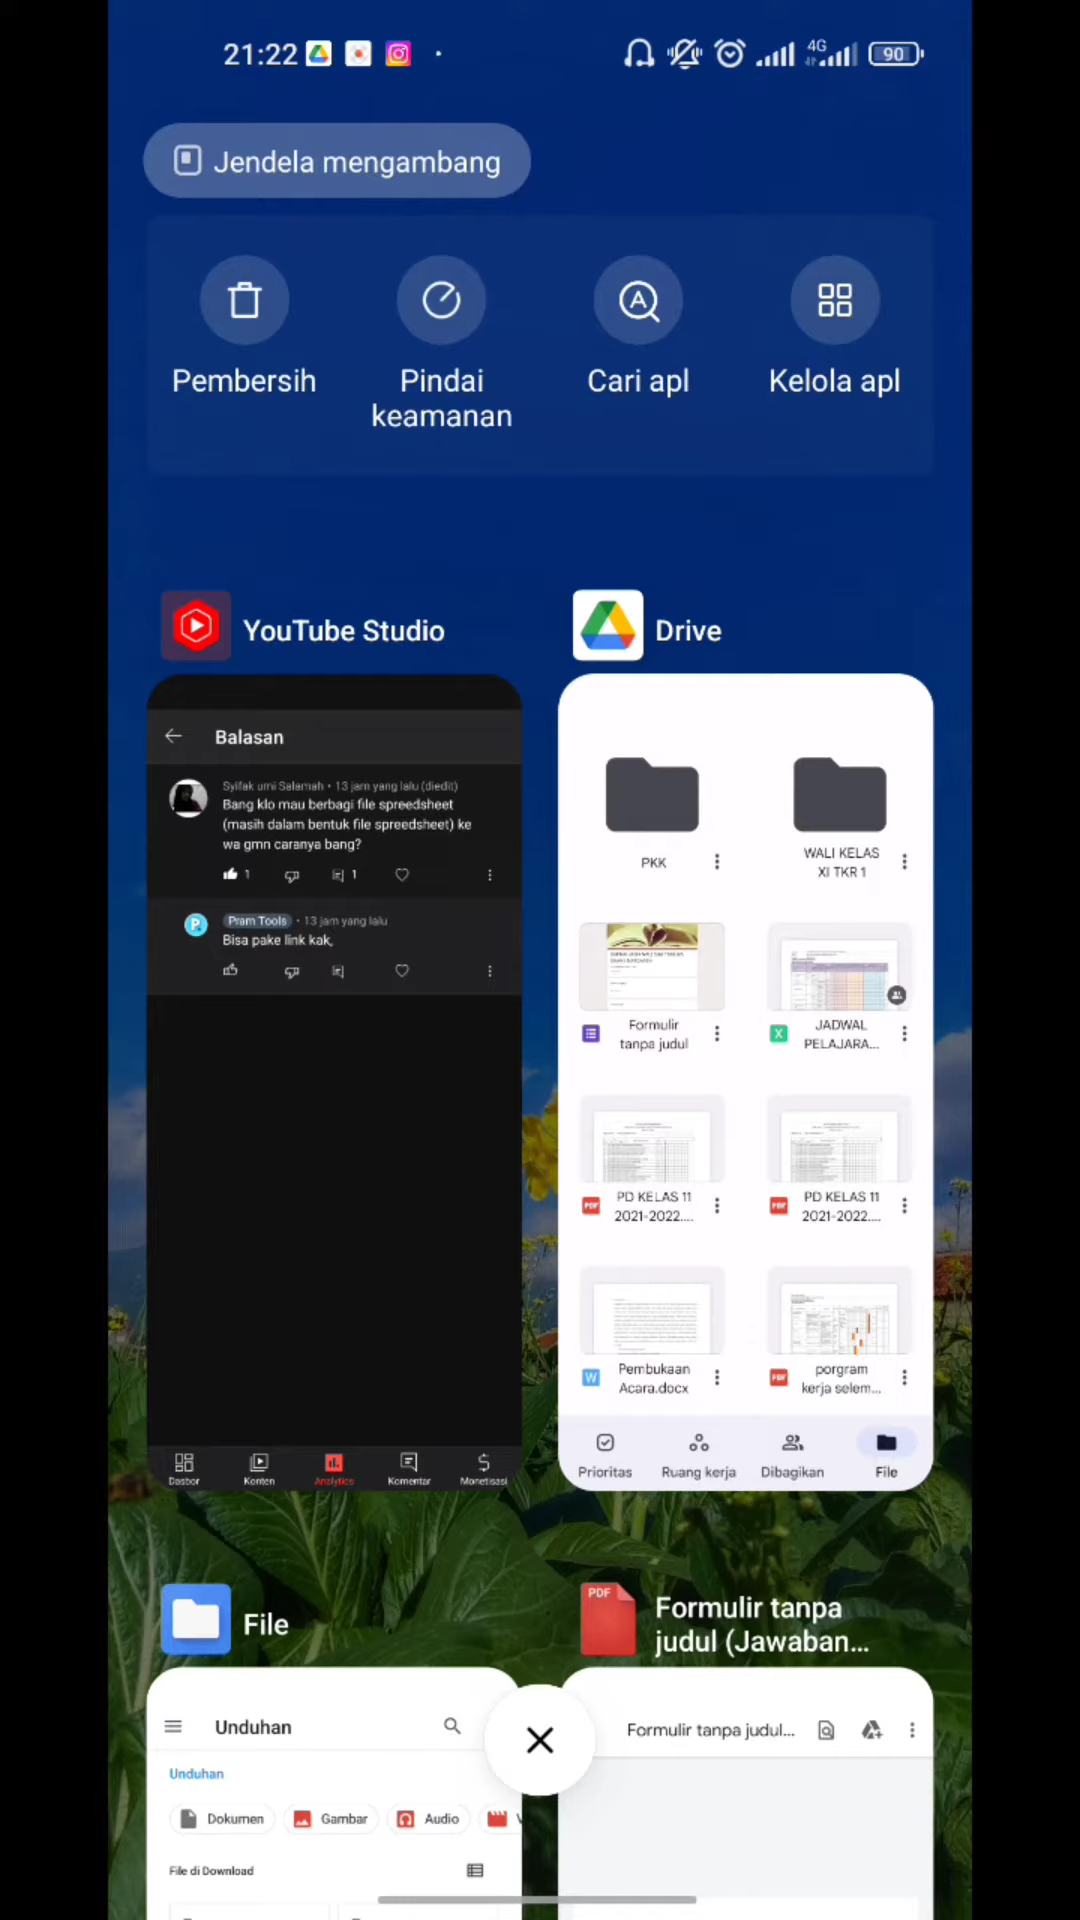 21:22
4G
90
Jendela mengambang
Pembersih
Pindai
keamanan
Cari apl
Kelola apl
YouTube Studio
Balasan
Syifak umi Salamah • 13 jam yang lalu (diedit)
Bang klo mau berbagi file spreedsheet
(masih dalam bentuk file spreedsheet) ke
wa gmn caranya bang?
1
1
Pram Tools • 13 jam yang lalu
Bisa pake link kak,
Dasbor
Konten
Analytics
Komentar
Monetisasi
Drive
PKK
WALI KELAS
XI TKR 1
Formulir
tanpa judul
JADWAL
PELAJARA...
PD KELAS 11
2021-2022....
PD KELAS 11
2021-2022....
Pembukaan
Acara.docx
porgram
kerja selem...
Prioritas
Ruang kerja
Dibagikan
File
File
Unduhan
Unduhan
Dokumen
Gambar
Audio
File di Download
PDF
Formulir tanpa
judul (Jawaban...
Formulir tanpa judul...